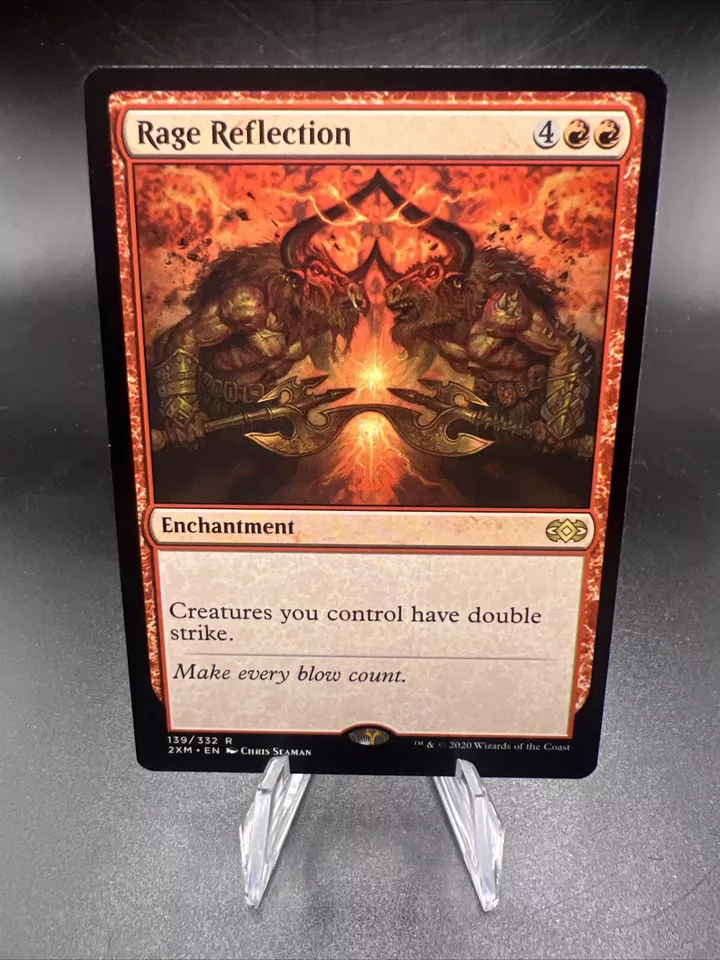 Rage Reflection 4
Enchantment
Creatures you control have double
strike.
Make every blow count.
139/332 R
2XM • EN Chris Seaman
™ & © 2020 Wizards of the Coast